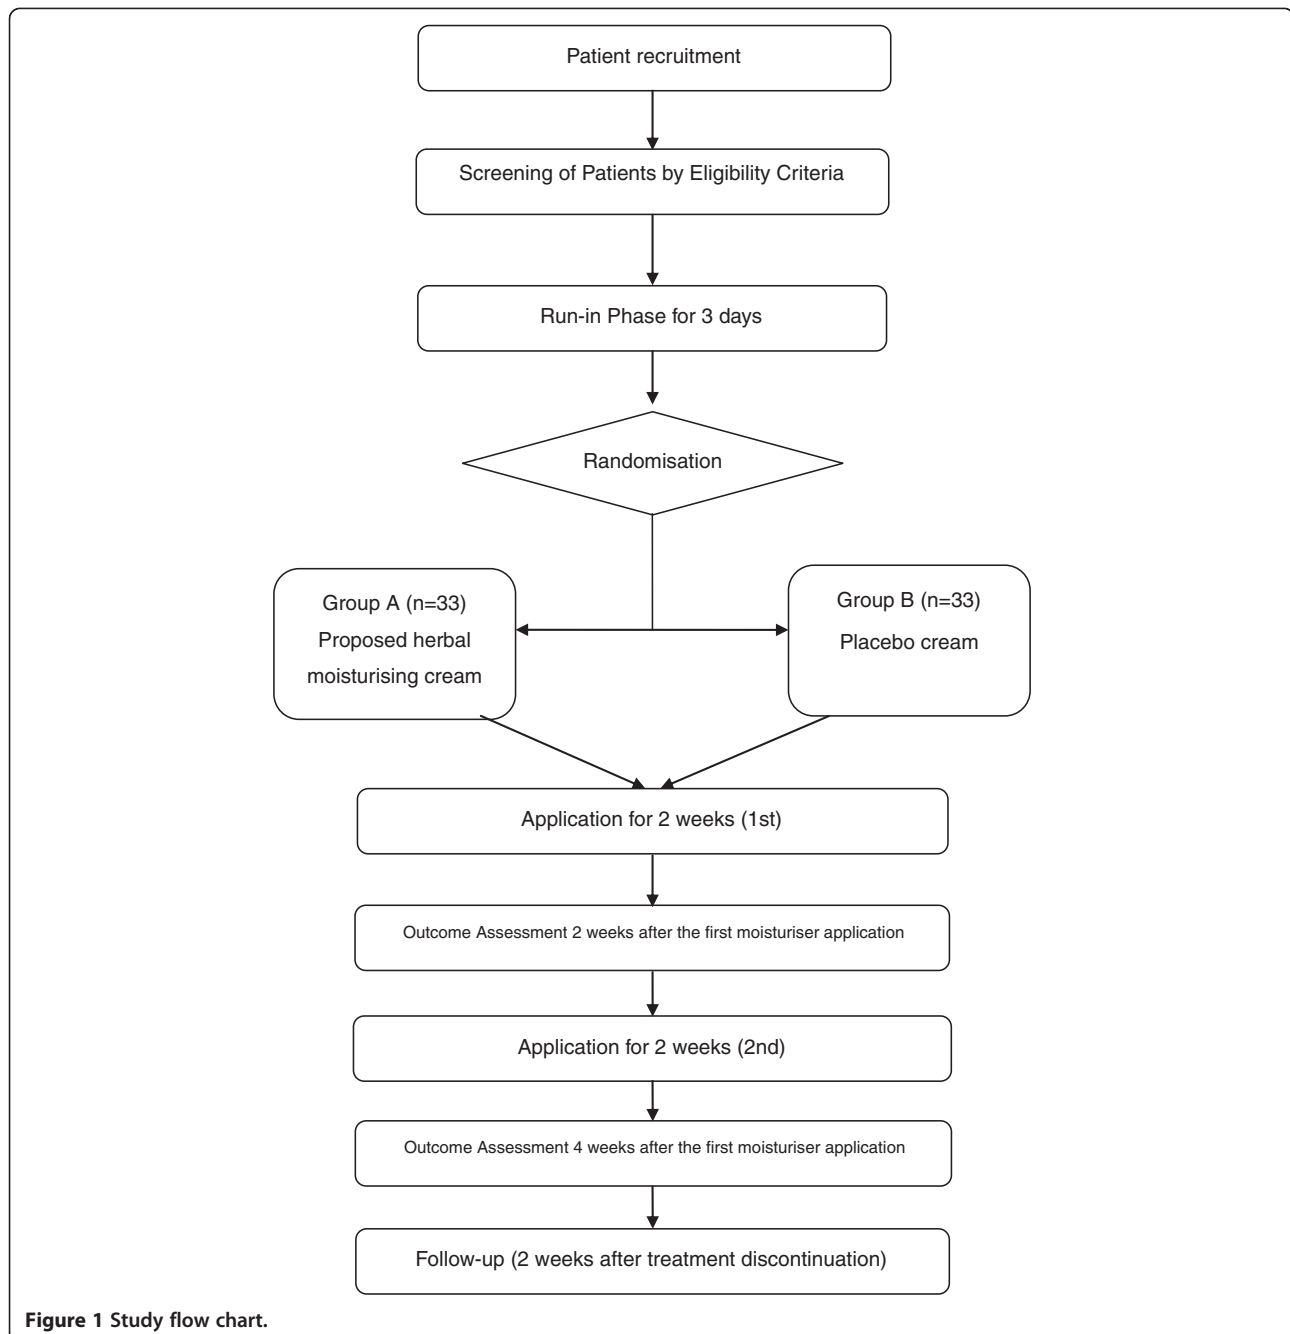 Patient recruitment
Screening of Patients by Eligibility Criteria
Run-in Phase for 3 days
Randomisation
Group A (n=33)
Proposed herbal
moisturising cream
Group B (n=33)
Placebo cream
Application for 2 weeks (1st)
Outcome Assessment 2 weeks after the first moisturiser application
Application for 2 weeks (2nd)
Outcome Assessment 4 weeks after the first moisturiser application
Follow-up (2 weeks after treatment discontinuation)
Figure 1 Study flow chart.